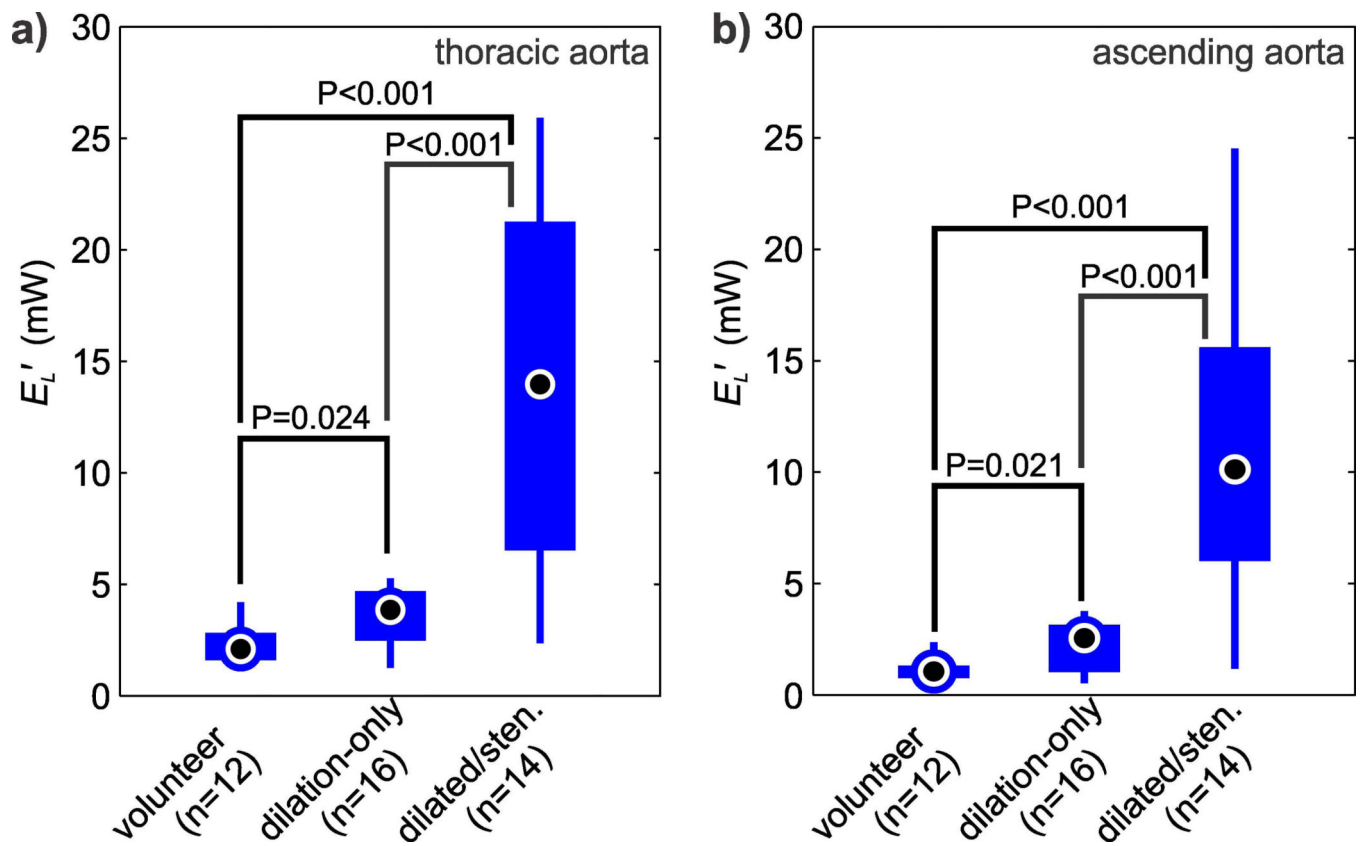 a)
thoracic aorta
30
25
20
15
10
5
0
E_L' (mW)
P<0.001
P<0.001
P=0.024
volunteer
(n=12)
dilation-only
(n=16)
dilated/sten.
(n=14)
b)
ascending aorta
30
25
20
15
10
5
0
E_L' (mW)
P<0.001
P<0.001
P=0.021
volunteer
(n=12)
dilation-only
(n=16)
dilated/sten.
(n=14)